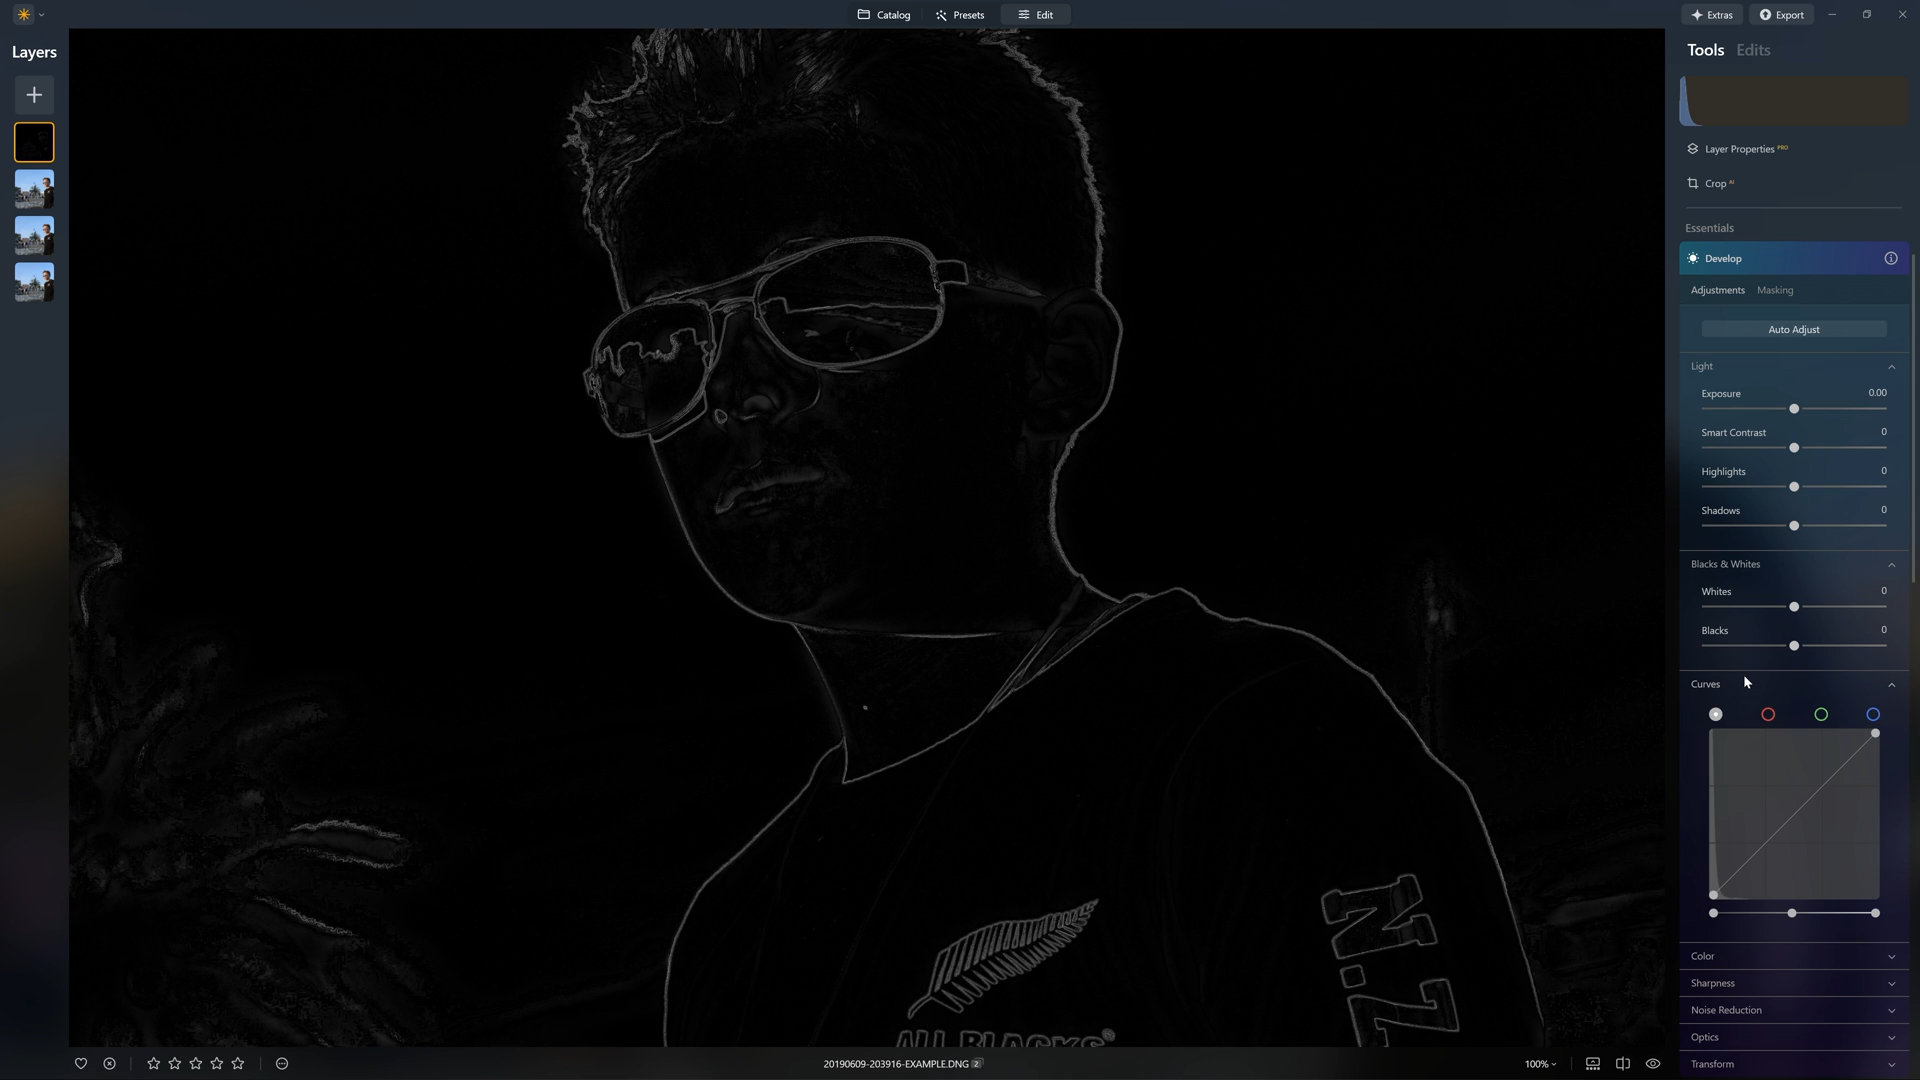 Catalog
Presets
Edit
Extras
Export
Layers
Tools
Edits
Layer Properties PRO
Crop AI
Essentials
Develop
Adjustments
Masking
Auto Adjust
Light
Exposure
0.00
Smart Contrast
0
Highlights
0
Shadows
0
Blacks & Whites
Whites
0
Blacks
0
Curves
Color
Sharpness
Noise Reduction
Optics
Transform
N.Z
ALL BLACKS®
20190609-203916-EXAMPLE.DNG 2
100%